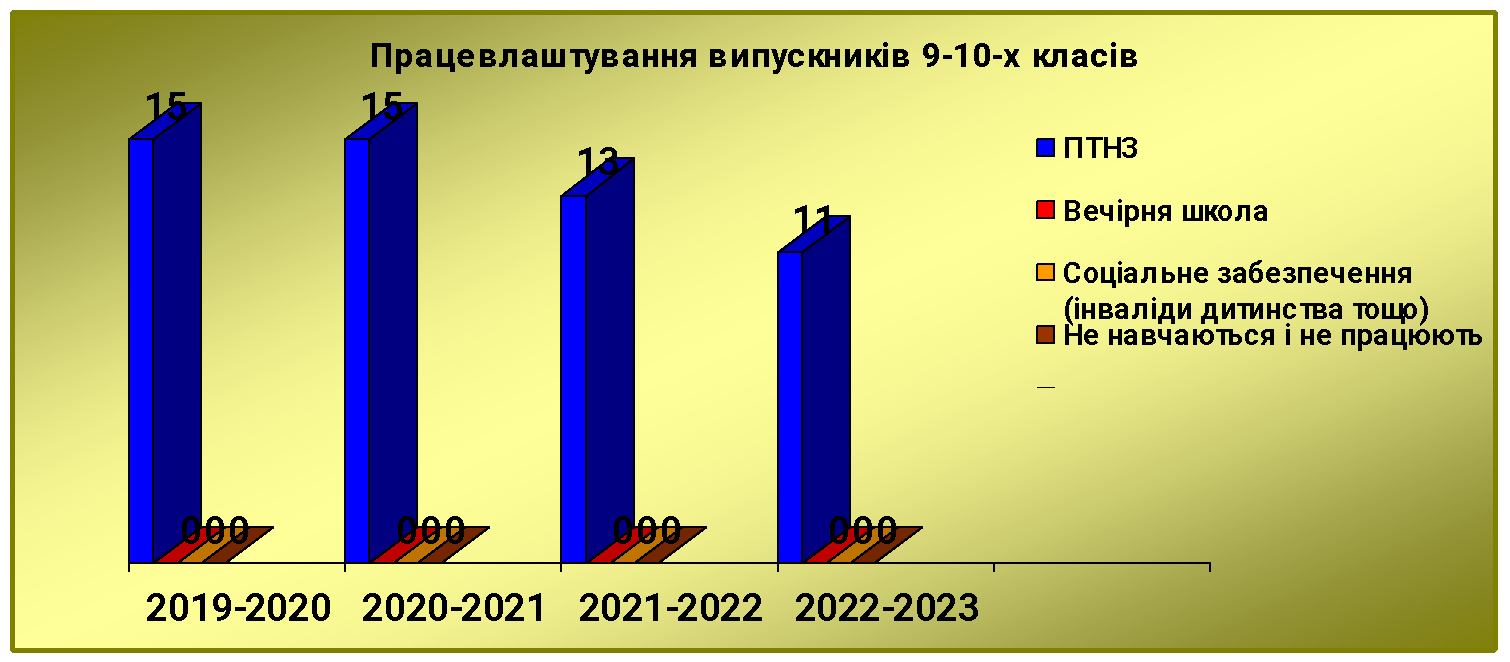 Працевлаштування випускників 9-10-х класів
15 15 13 11
ПТНЗ
Вечірня школа
Соціальне забезпечення
(інваліди дитинства тощо)
Не навчаються і не працюють
000 000 000 000
2019-2020 2020-2021 2021-2022 2022-2023